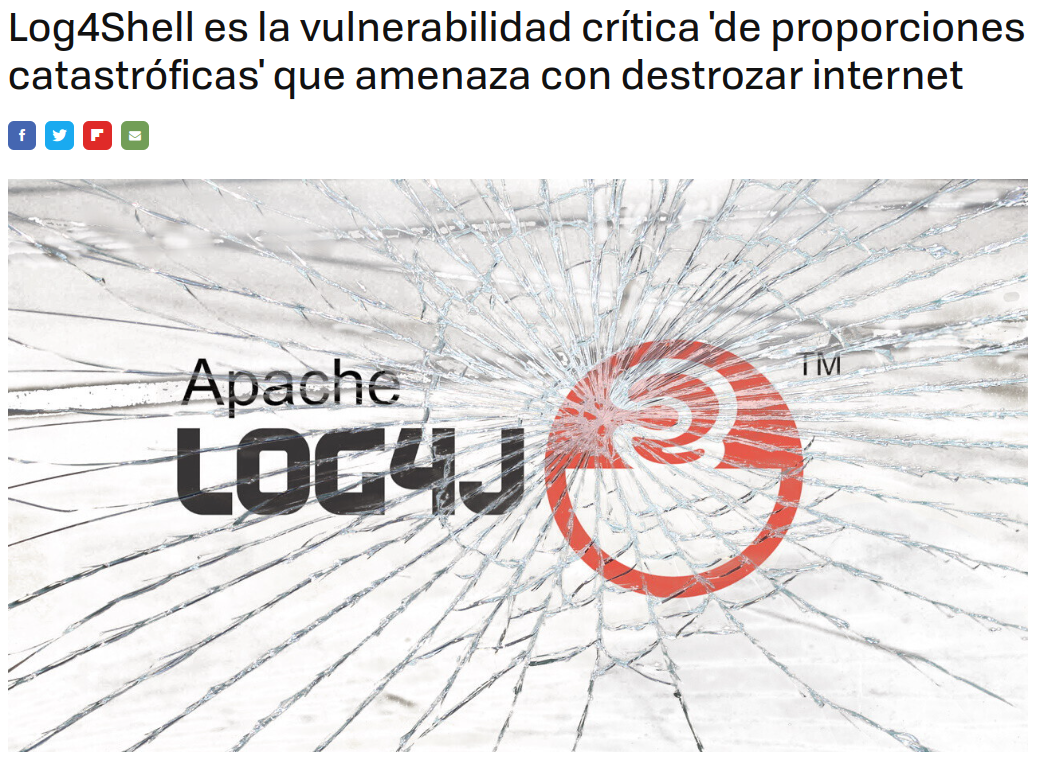 Log4Shell es la vulnerabilidad crítica 'de proporciones
catastróficas' que amenaza con destrozar internet
f
Apache
LOG4J
TM